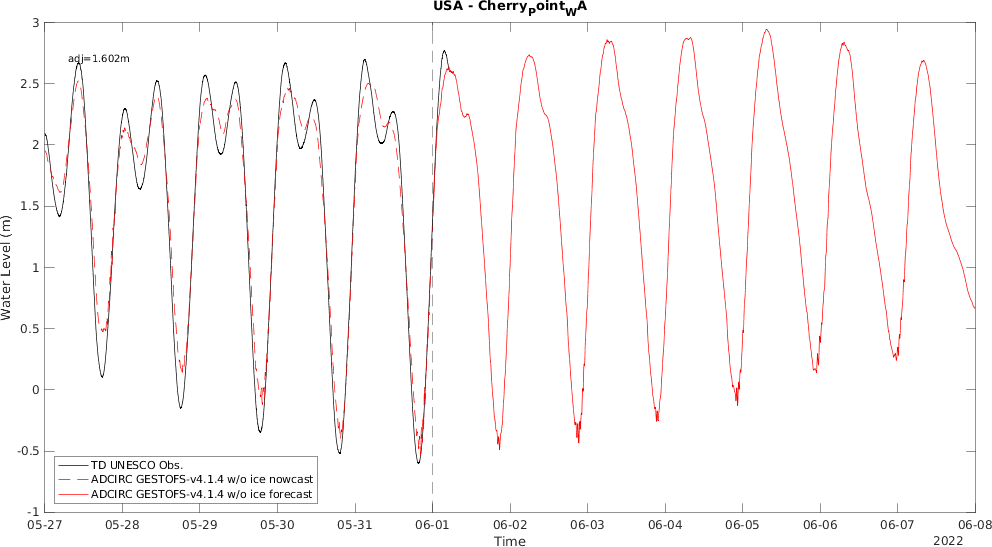 USA - Cherry_Point_WA
adj=1.602m
3
2.5
2
1.5
1
0.5
0
-0.5
-1
Water Level (m)
TD UNESCO Obs.
ADCIRC GESTOFS-v4.1.4 w/o ice nowcast
ADCIRC GESTOFS-v4.1.4 w/o ice forecast
05-27 05-28 05-29 05-30 05-31 06-01 06-02 06-03 06-04 06-05 06-06 06-07 06-08
Time
2022